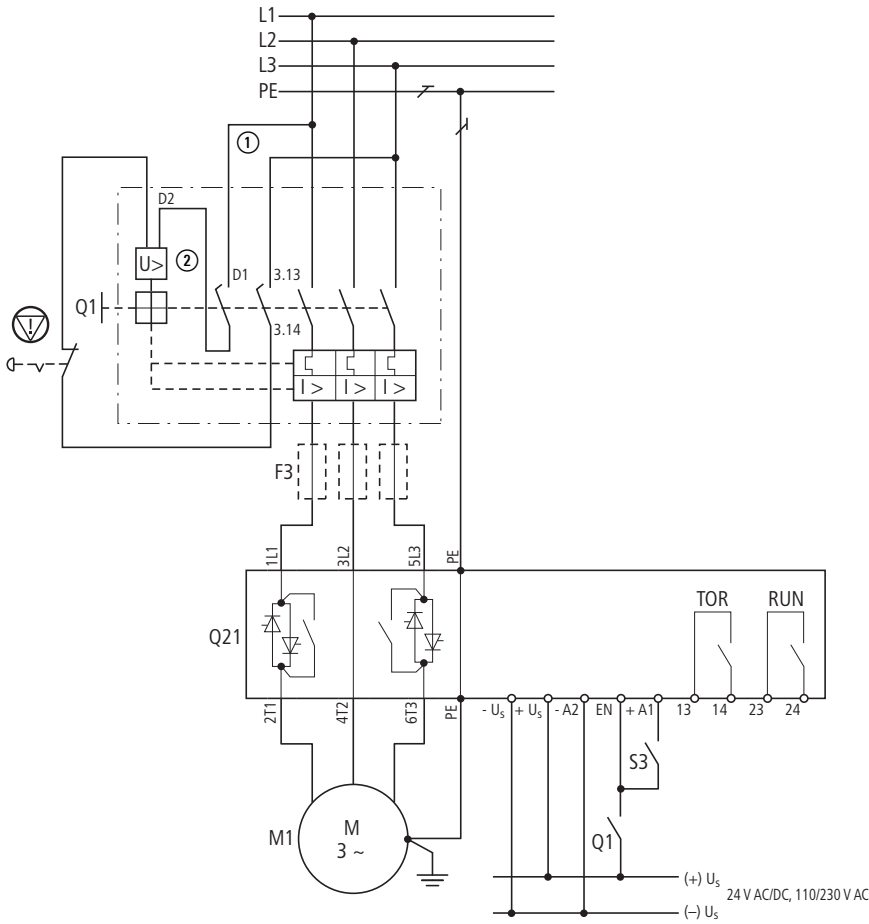 L1
L2
L3
PE
①
D2
U>
②
D1
3.13
Q1
3.14
I > I > I >
F3
1L1
3L2
5L3
PE
TOR
RUN
Q21
2T1
4T2
6T3
PE
- Us
+ Us
- A2
EN
+ A1
13
14
23
24
S3
M1
M
3 ~
Q1
(+) Us
24 V AC/DC, 110/230 V AC
(–) Us